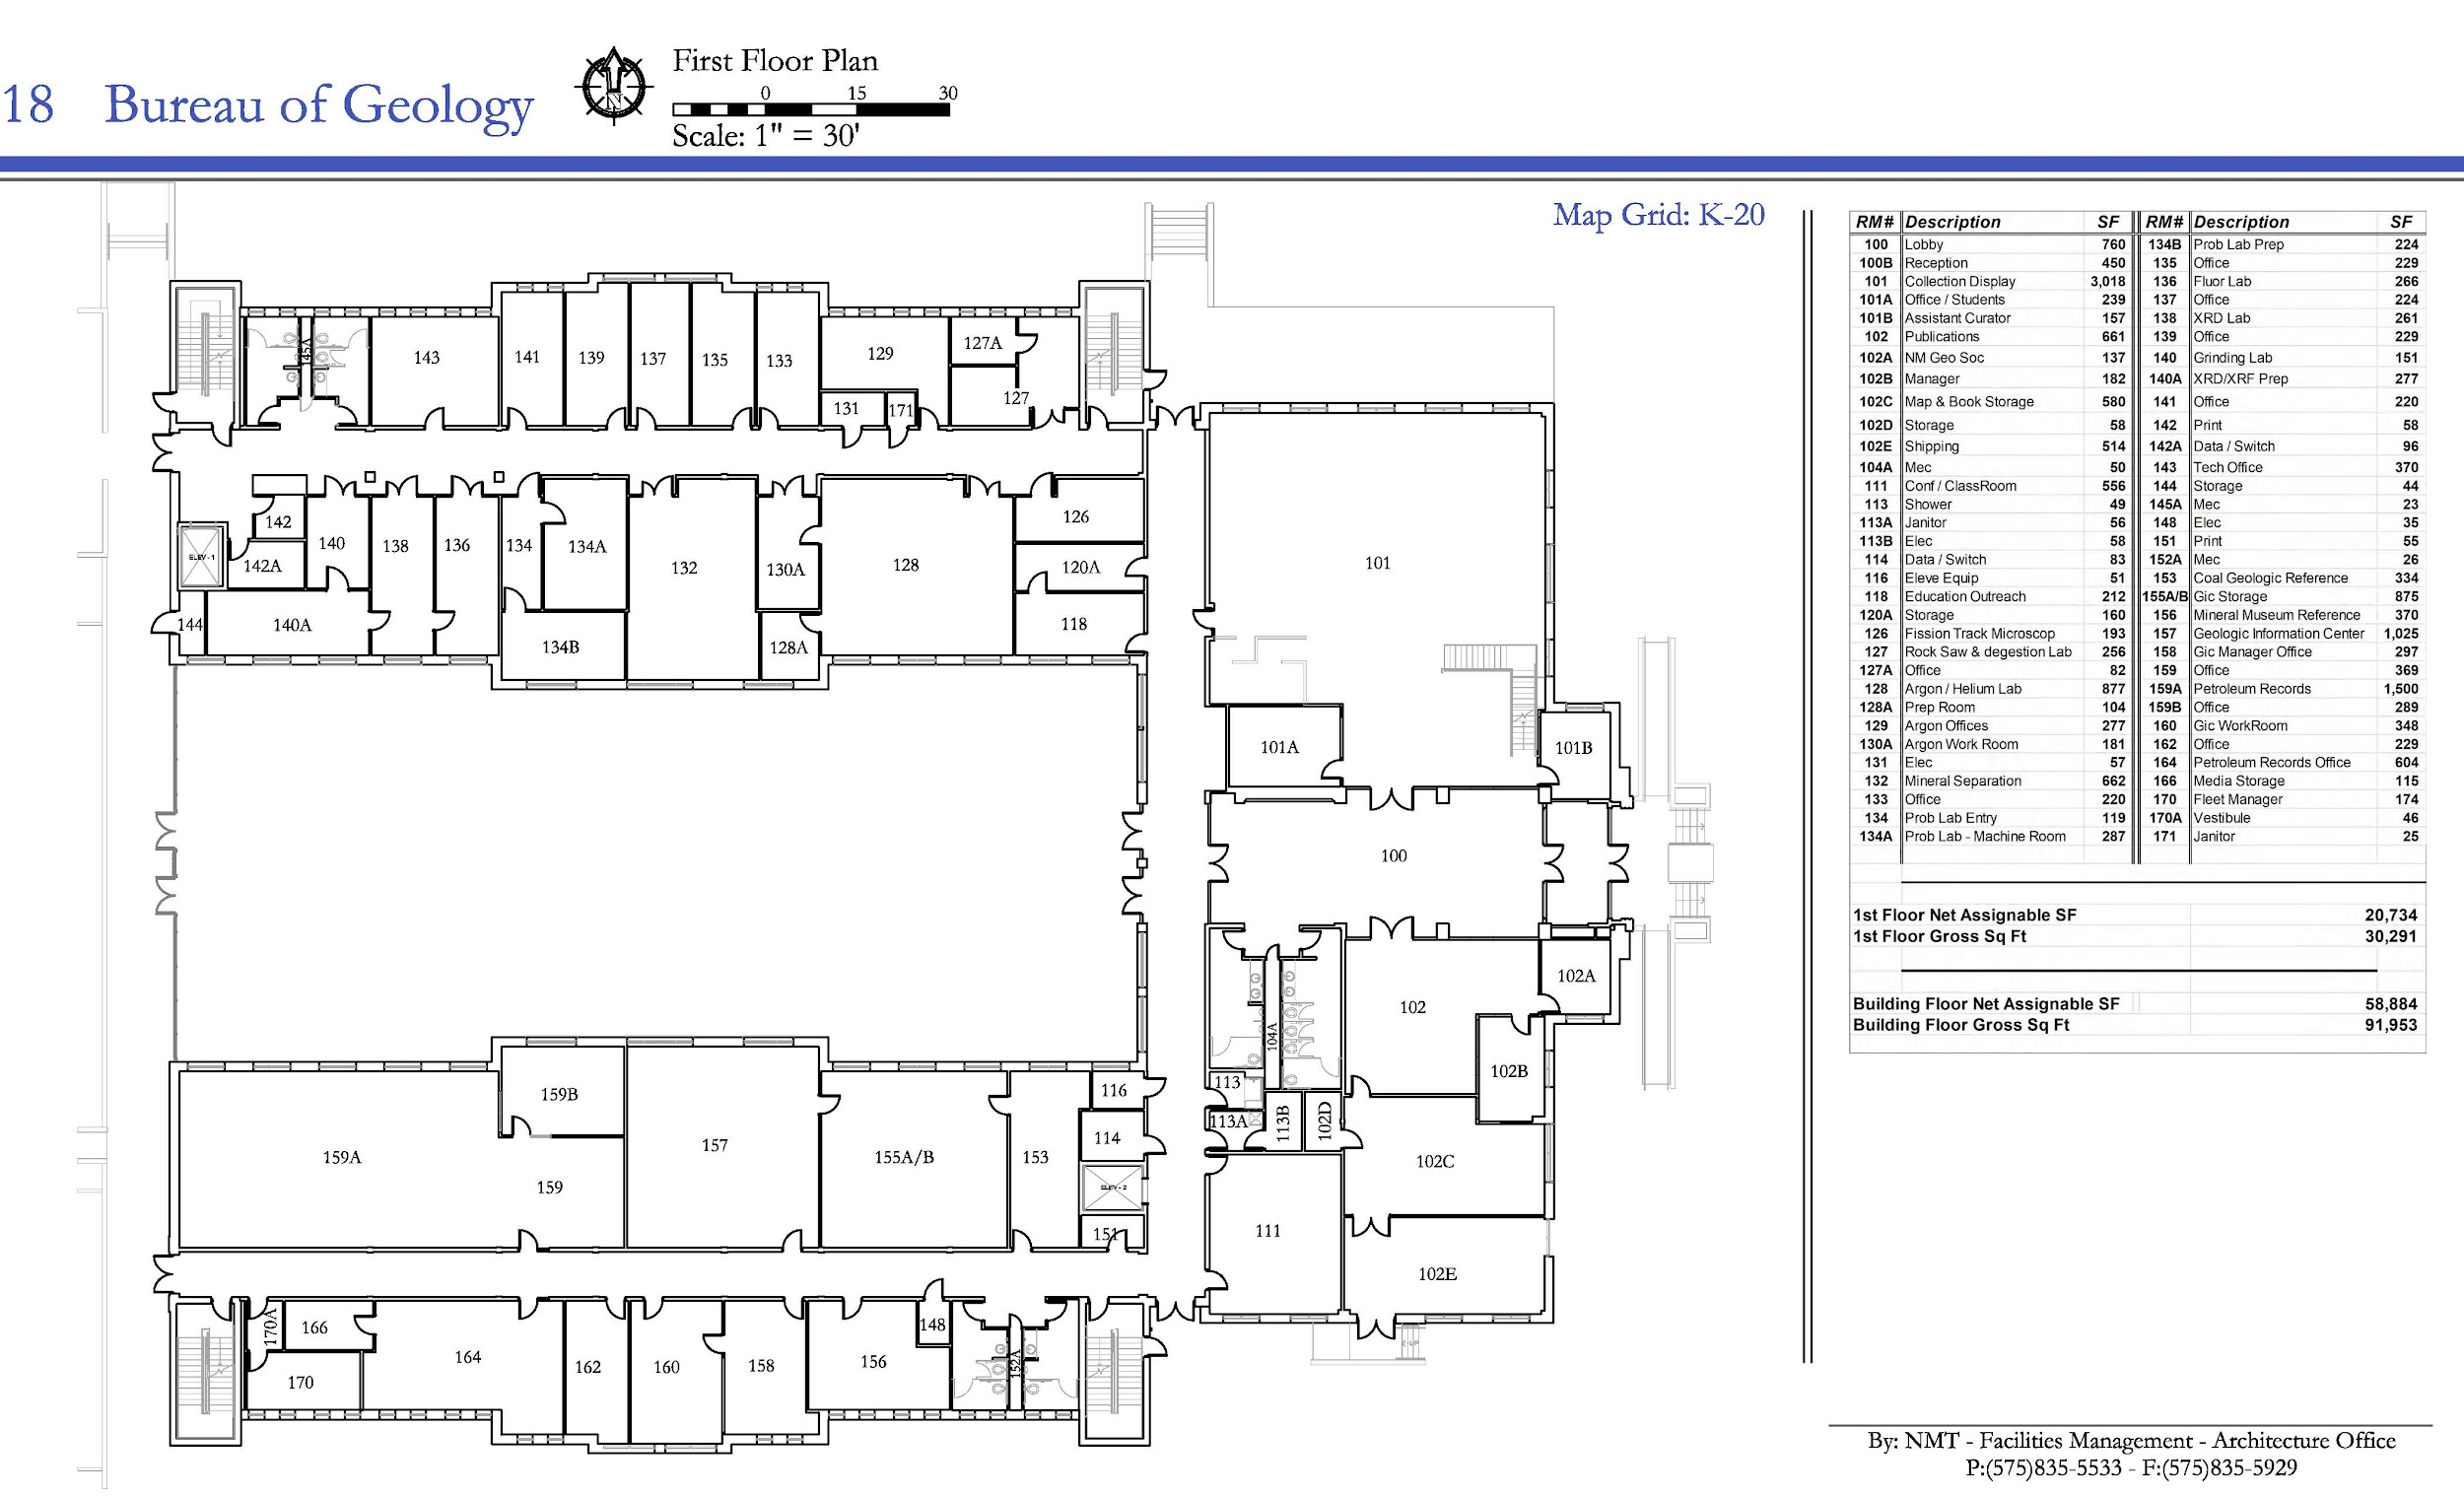 18 Bureau of Geology
N
First Floor Plan
0 15 30
Scale: 1" = 30'
Map Grid: K-20
145A
143
141
139
137
135
133
129
127A
127
131
171
142
142A
ELEV-1
140
138
136
134
134A
132
130A
128
126
120A
118
144
140A
134B
128A
101
101A
101B
100
102
102A
102B
104A
113
113A
113B
102D
102C
111
102E
159B
159A
159
157
155A/B
153
116
114
ELEV-2
151
170A
166
170
164
162
160
158
156
148
152A
RM# Description SF RM# Description SF
100 Lobby 760 134B Prob Lab Prep 224
100B Reception 450 135 Office 229
101 Collection Display 3,018 136 Fluor Lab 266
101A Office / Students 239 137 Office 224
101B Assistant Curator 157 138 XRD Lab 261
102 Publications 661 139 Office 229
102A NM Geo Soc 137 140 Grinding Lab 151
102B Manager 182 140A XRD/XRF Prep 277
102C Map & Book Storage 580 141 Office 220
102D Storage 58 142 Print 58
102E Shipping 514 142A Data / Switch 96
104A Mec 50 143 Tech Office 370
111 Conf / ClassRoom 556 144 Storage 44
113 Shower 49 145A Mec 23
113A Janitor 56 148 Elec 35
113B Elec 58 151 Print 55
114 Data / Switch 83 152A Mec 26
116 Eleve Equip 51 153 Coal Geologic Reference 334
118 Education Outreach 212 155A/B Gic Storage 875
120A Storage 160 156 Mineral Museum Reference 370
126 Fission Track Microscop 193 157 Geologic Information Center 1,025
127 Rock Saw & degestion Lab 256 158 Gic Manager Office 297
127A Office 82 159 Office 369
128 Argon / Helium Lab 877 159A Petroleum Records 1,500
128A Prep Room 104 159B Office 289
129 Argon Offices 277 160 Gic WorkRoom 348
130A Argon Work Room 181 162 Office 229
131 Elec 57 164 Petroleum Records Office 604
132 Mineral Separation 662 166 Media Storage 115
133 Office 220 170 Fleet Manager 174
134 Prob Lab Entry 119 170A Vestibule 46
134A Prob Lab - Machine Room 287 171 Janitor 25
1st Floor Net Assignable SF 20,734
1st Floor Gross Sq Ft 30,291
Building Floor Net Assignable SF 58,884
Building Floor Gross Sq Ft 91,953
By: NMT - Facilities Management - Architecture Office
P:(575)835-5533 - F:(575)835-5929